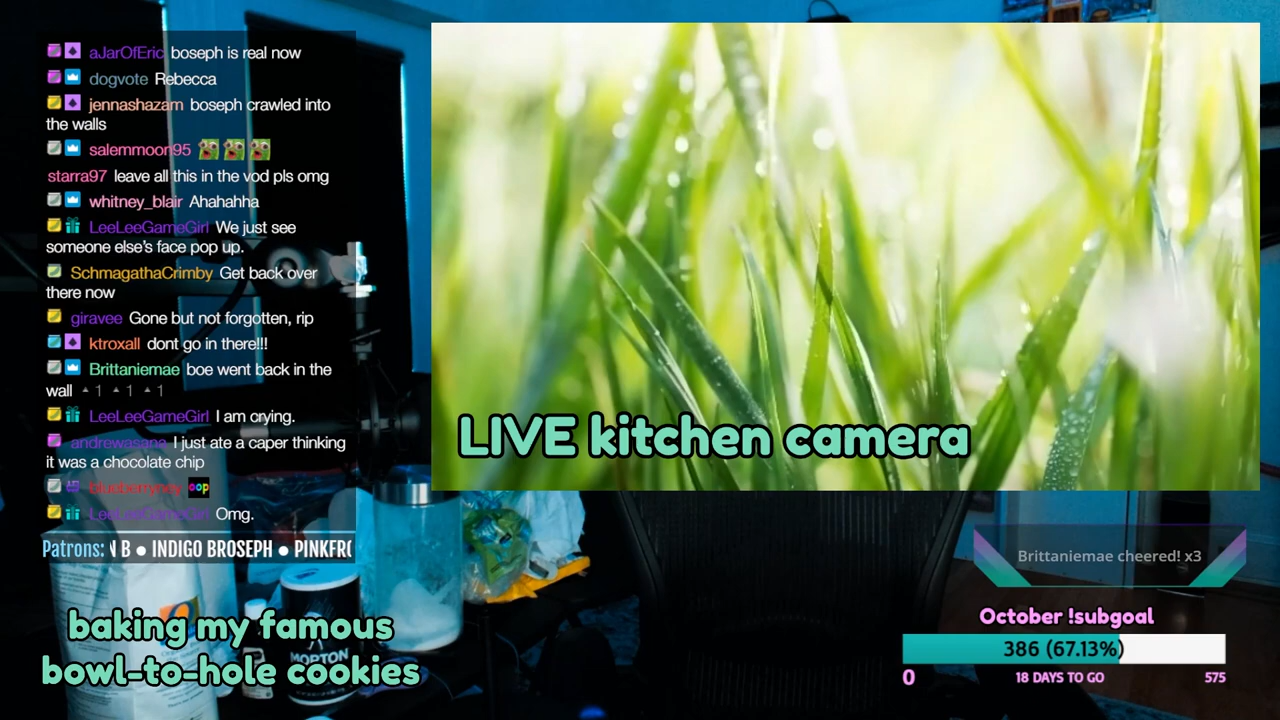 aJarOfEric boseph is real now
dogvote Rebecca
jennashazam boseph crawled into
the walls
salemmoon95
starra97 leave all this in the vod pls omg
whitney_blair Ahahahha
LeeLeeGameGirl We just see
someone else's face pop up.
SchmagathaCrimby Get back over
there now
giravee Gone but not forgotten, rip
ktroxall dont go in there!!!
Brittaniemae boe went back in the
wall 1 1 1
LeeLeeGameGirl I am crying.
andrewasane I just ate a caper thinking
it was a chocolate chip
blueberryney oop
LeeLeeGameGirl Omg.
Patrons: B ● INDIGO BROSEPH ● PINKFR
baking my famous
bowl-to-hole cookies
MORTON
LIVE kitchen camera
Brittaniemae cheered! x3
October !subgoal
386 (67.13%)
0 18 DAYS TO GO 575